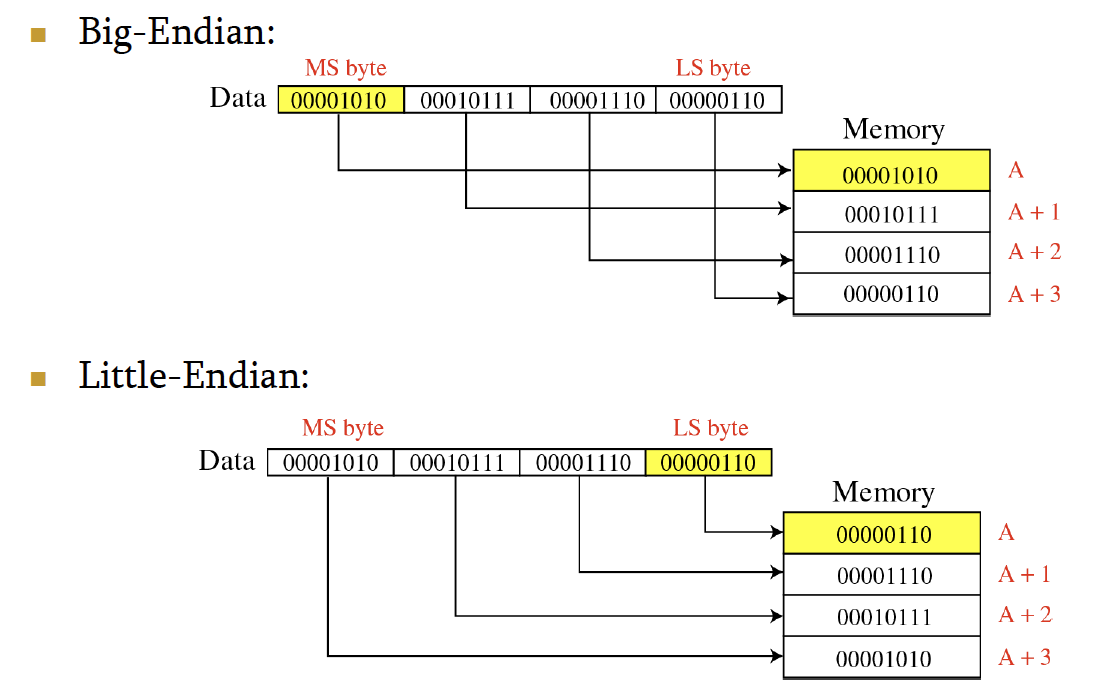 Big-Endian:
MS byte LS byte
Data 00001010 00010111 00001110 00000110
Memory
00001010 A
00010111 A + 1
00001110 A + 2
00000110 A + 3
Little-Endian:
MS byte LS byte
Data 00001010 00010111 00001110 00000110
Memory
00000110 A
00001110 A + 1
00010111 A + 2
00001010 A + 3